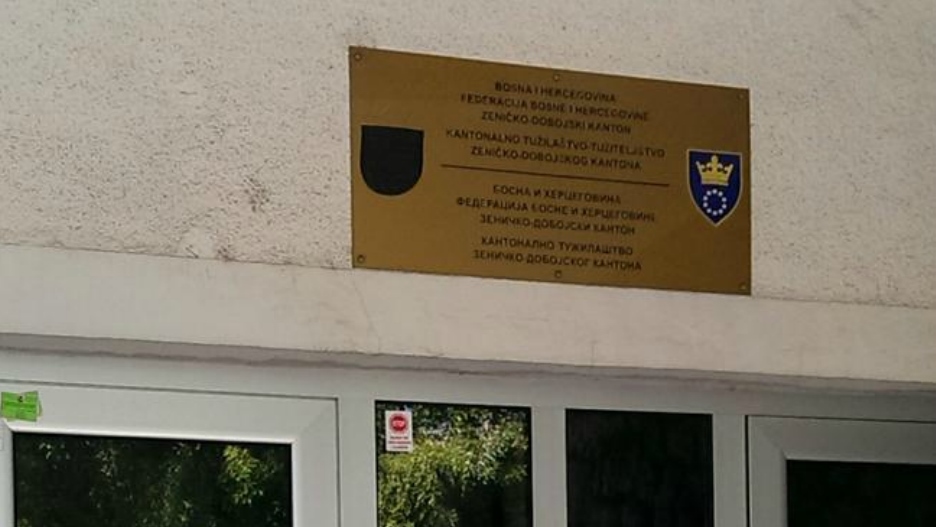 BOSNA I HERCEGOVINA
FEDERACIJA BOSNE I HERCEGOVINE
ZENIČKO-DOBOJSKI KANTON
KANTONALNO TUŽILAŠTVO-TUŽITELJSTVO
ZENIČKO-DOBOJSKOG KANTONA
БОСНА И ХЕРЦЕГОВИНА
ФЕДЕРАЦИЈА БОСНЕ И ХЕРЦЕГОВИНЕ
ЗЕНИЧКО-ДОБОЈСКИ КАНТОН
КАНТОНАЛНО ТУЖИЛАШТВО
ЗЕНИЧКО-ДОБОЈСКОГ КАНТОНА
STOP